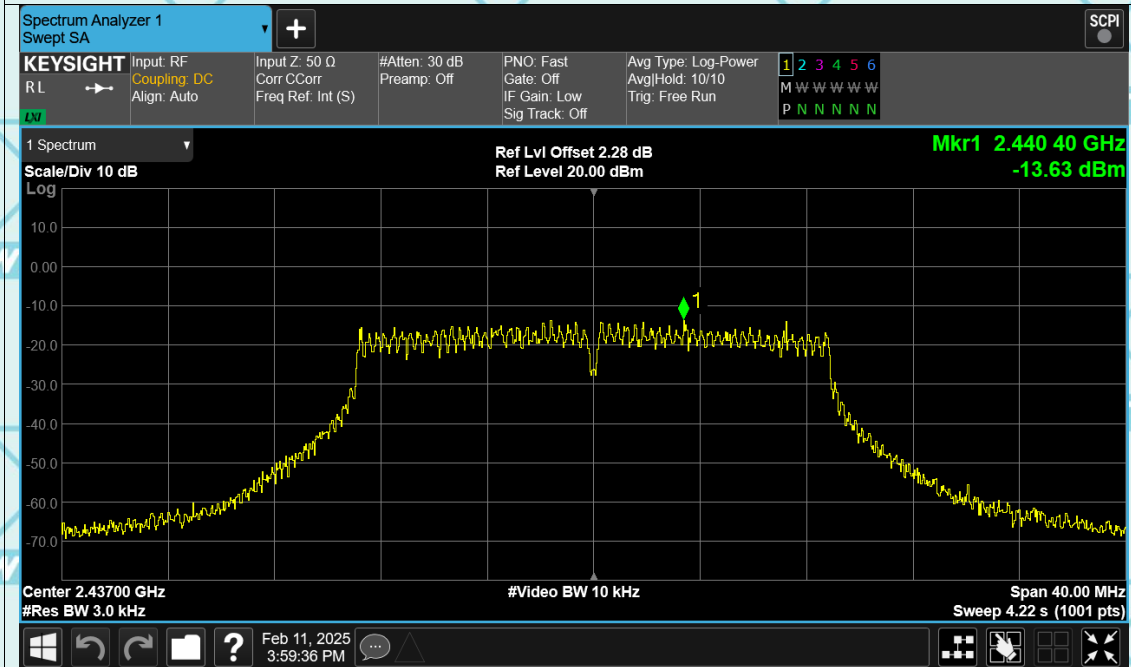 Spectrum Analyzer 1
Swept SA
+
SCPI
KEYSIGHT
R L
LXI
Input: RF
Coupling: DC
Align: Auto
Input Z: 50 Ω
Corr CCorr
Freq Ref: Int (S)
#Atten: 30 dB
Preamp: Off
PNO: Fast
Gate: Off
IF Gain: Low
Sig Track: Off
Avg Type: Log-Power
Avg|Hold: 10/10
Trig: Free Run
1 2 3 4 5 6
M W W W W W
P N N N N N
1 Spectrum
Scale/Div 10 dB
Log
Ref Lvl Offset 2.28 dB
Ref Level 20.00 dBm
Mkr1 2.440 40 GHz
-13.63 dBm
10.0
0.00
-10.0
-20.0
-30.0
-40.0
-50.0
-60.0
-70.0
1
Center 2.43700 GHz
#Res BW 3.0 kHz
#Video BW 10 kHz
Span 40.00 MHz
Sweep 4.22 s (1001 pts)
?
Feb 11, 2025
3:59:36 PM